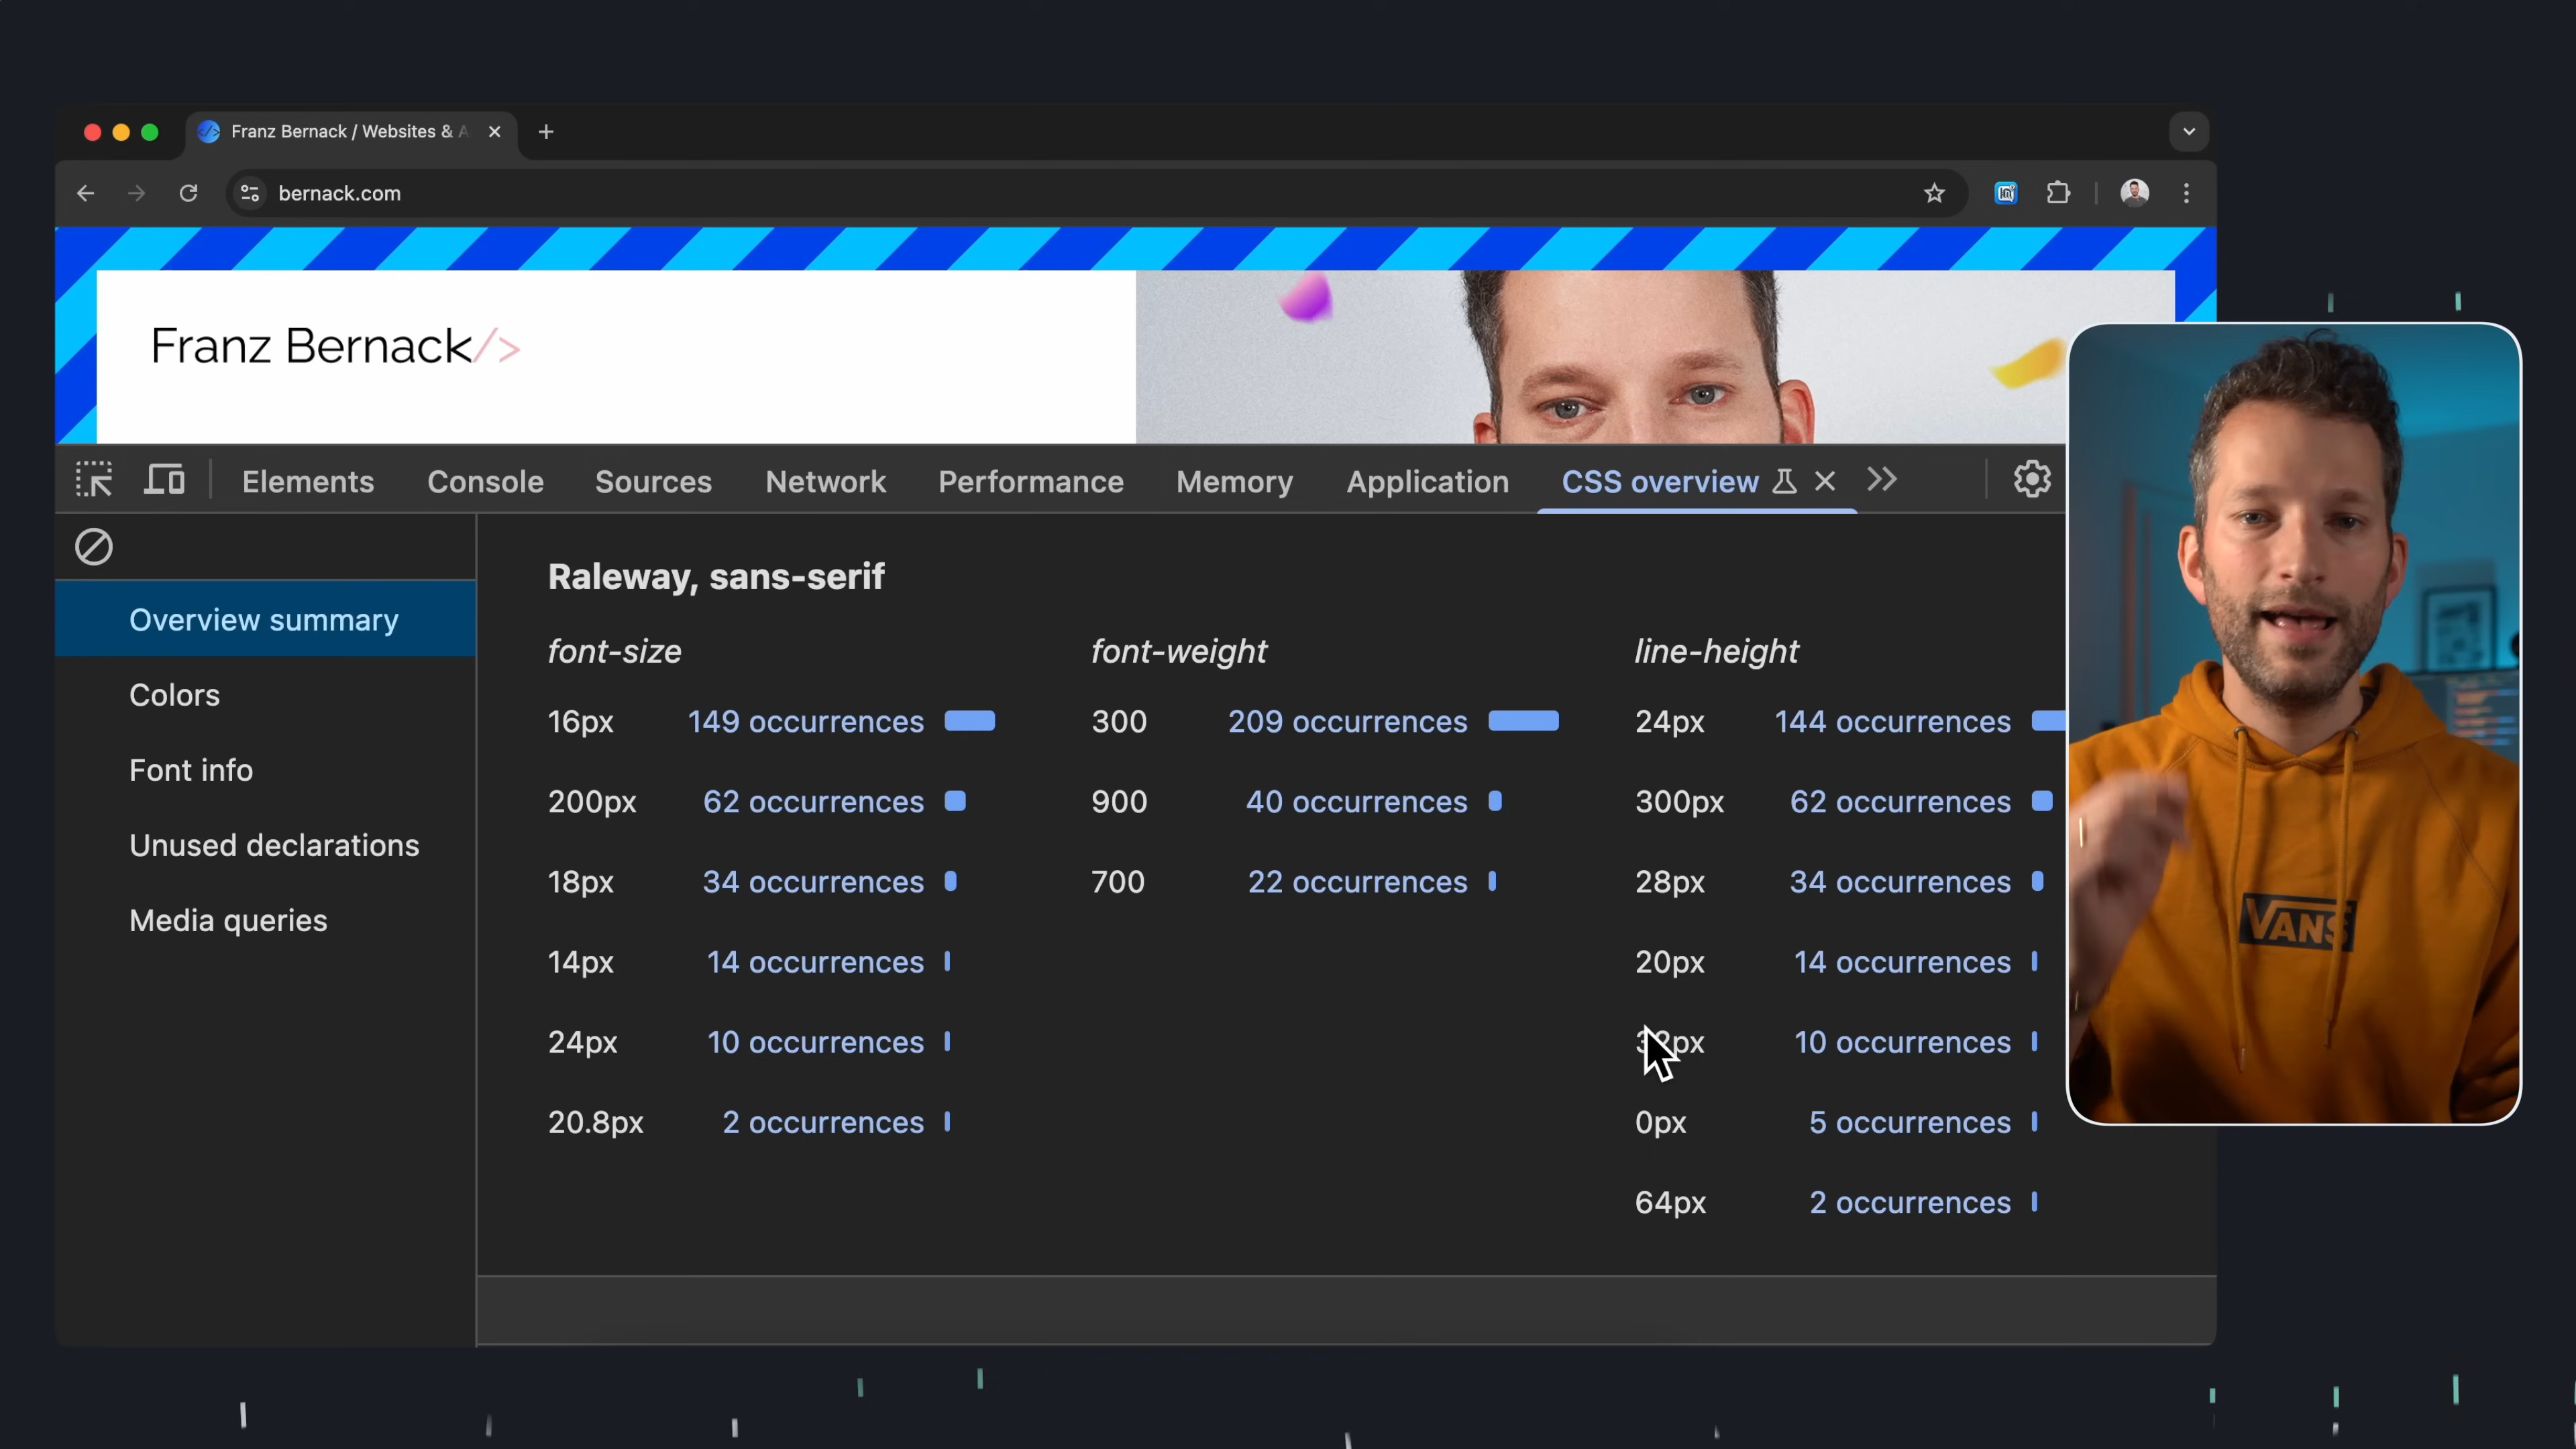 Franz Bernack / Websites & A
bernack.com
Franz Bernack</>
Elements Console Sources Network Performance Memory Application CSS overview
Overview summary
Colors
Font info
Unused declarations
Media queries
Raleway, sans-serif
font-size font-weight line-height
16px 149 occurrences 300 209 occurrences 24px 144 occurrences
200px 62 occurrences 900 40 occurrences 300px 62 occurrences
18px 34 occurrences 700 22 occurrences 28px 34 occurrences
14px 14 occurrences 20px 14 occurrences
24px 10 occurrences 10 occurrences
20.8px 2 occurrences 0px 5 occurrences
64px 2 occurrences
VANS